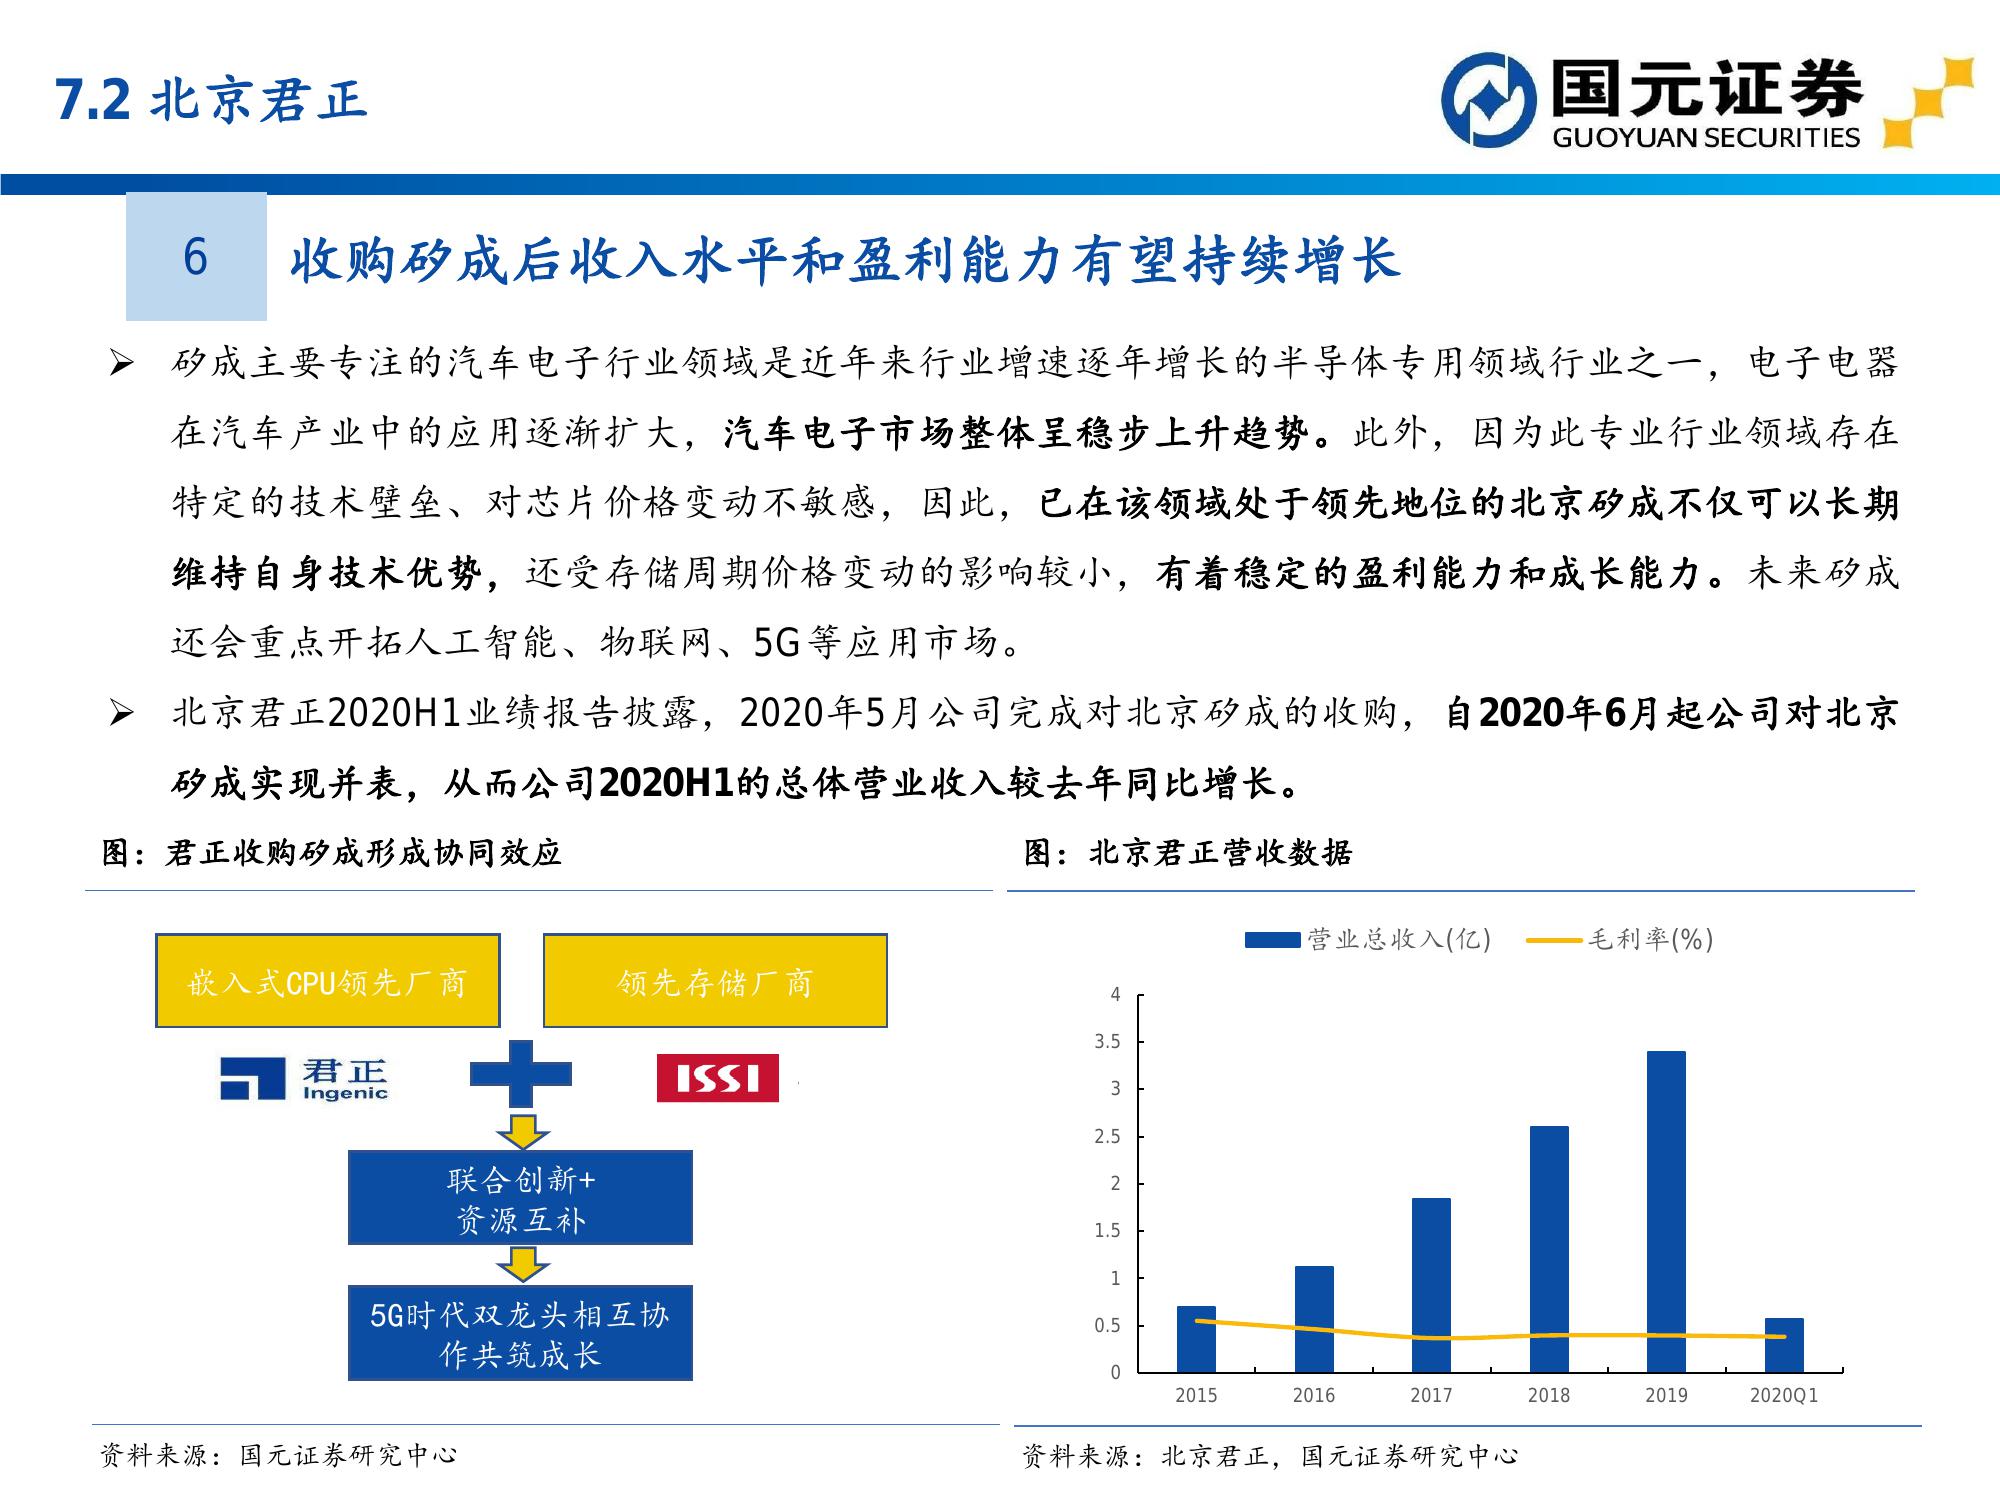 7.2 北京君正
国元证券
GUOYUAN SECURITIES
6
收购矽成后收入水平和盈利能力有望持续增长
➢ 矽成主要专注的汽车电子行业领域是近年来行业增速逐年增长的半导体专用领域行业之一，电子电器
在汽车产业中的应用逐渐扩大，汽车电子市场整体呈稳步上升趋势。此外，因为此专业行业领域存在
特定的技术壁垒、对芯片价格变动不敏感，因此，已在该领域处于领先地位的北京矽成不仅可以长期
维持自身技术优势，还受存储周期价格变动的影响较小，有着稳定的盈利能力和成长能力。未来矽成
还会重点开拓人工智能、物联网、5G等应用市场。
➢ 北京君正2020H1业绩报告披露，2020年5月公司完成对北京矽成的收购，自2020年6月起公司对北京
矽成实现并表，从而公司2020H1的总体营业收入较去年同比增长。
图：君正收购矽成形成协同效应
嵌入式CPU领先厂商
领先存储厂商
君正
Ingenic
ISSI
联合创新+
资源互补
5G时代双龙头相互协
作共筑成长
资料来源：国元证券研究中心
图：北京君正营收数据
营业总收入(亿)
毛利率(%)
4
3.5
3
2.5
2
1.5
1
0.5
0
2015
2016
2017
2018
2019
2020Q1
资料来源：北京君正，国元证券研究中心